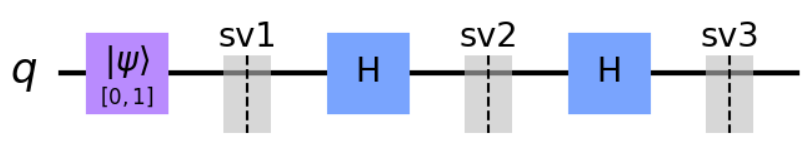 q
|ψ⟩
[0, 1]
sv1
H
sv2
H
sv3